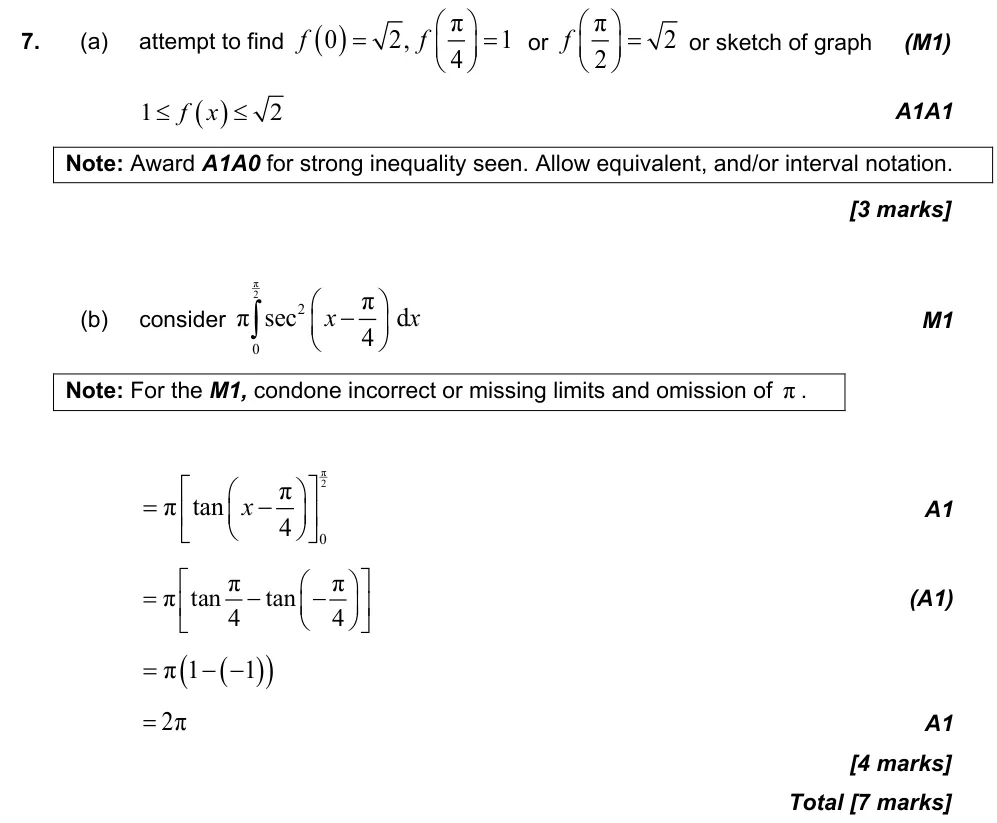 7. (a) attempt to find f(0) = √2, f(π/4) = 1 or f(π/2) = √2 or sketch of graph (M1)
1 ≤ f(x) ≤ √2 A1A1
Note: Award A1A0 for strong inequality seen. Allow equivalent, and/or interval notation.
[3 marks]
(b) consider π∫₀^(π/2) sec²(x − π/4) dx M1
Note: For the M1, condone incorrect or missing limits and omission of π .
= π[tan(x − π/4)]₀^(π/2) A1
= π[tan π/4 − tan(−π/4)] (A1)
= π(1−(−1))
= 2π A1
[4 marks]
Total [7 marks]